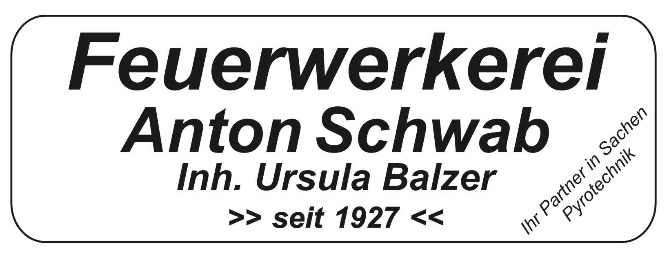 Feuerwerkerei
Anton Schwab
Inh. Ursula Balzer
>> seit 1927 <<
Ihr Partner in Sachen
Pyrotechnik